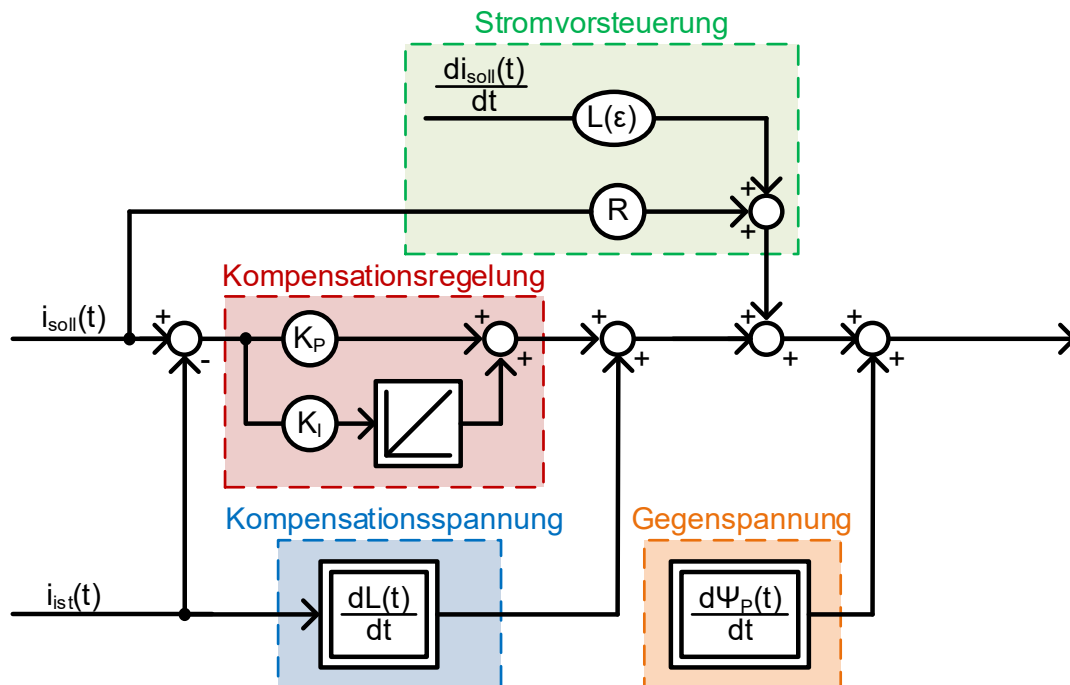 Stromvorsteuerung
di_soll(t)
dt
L(ε)
+
R
+
+
Kompensationsregelung
i_soll(t)
+
-
K_P
+
+
K_I
+
+
+
+
+
+
Kompensationsspannung
Gegenspannung
i_ist(t)
dL(t)
dt
dΨ_P(t)
dt